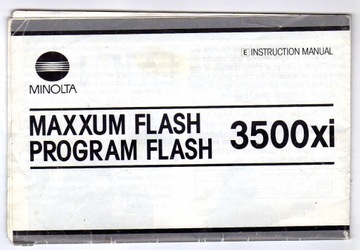 E INSTRUCTION MANUAL
MINOLTA
MAXXUM FLASH
PROGRAM FLASH 3500xi